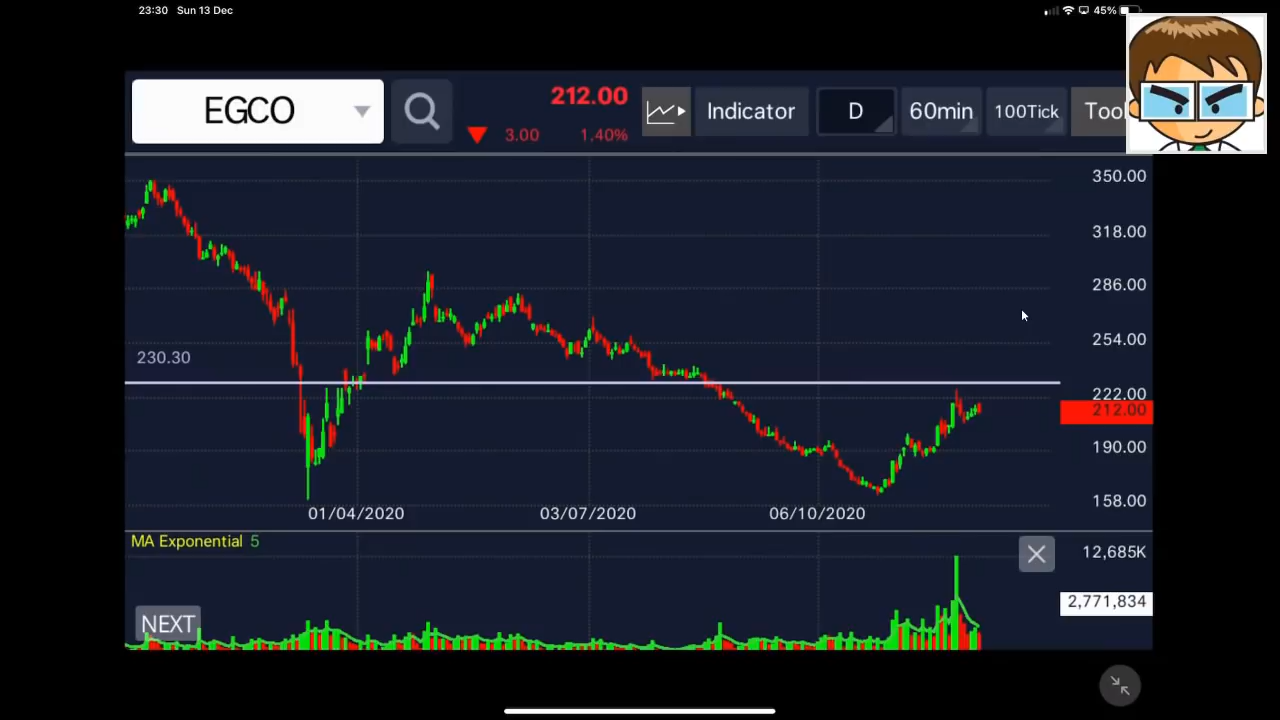 23:30 Sun 13 Dec
45%
EGCO
212.00
3.00 1.40%
Indicator
D
60min
100Tick
Tool
350.00
318.00
286.00
254.00
230.30
222.00
212.00
190.00
158.00
01/04/2020 03/07/2020 06/10/2020
MA Exponential 5
12,685K
2,771,834
NEXT